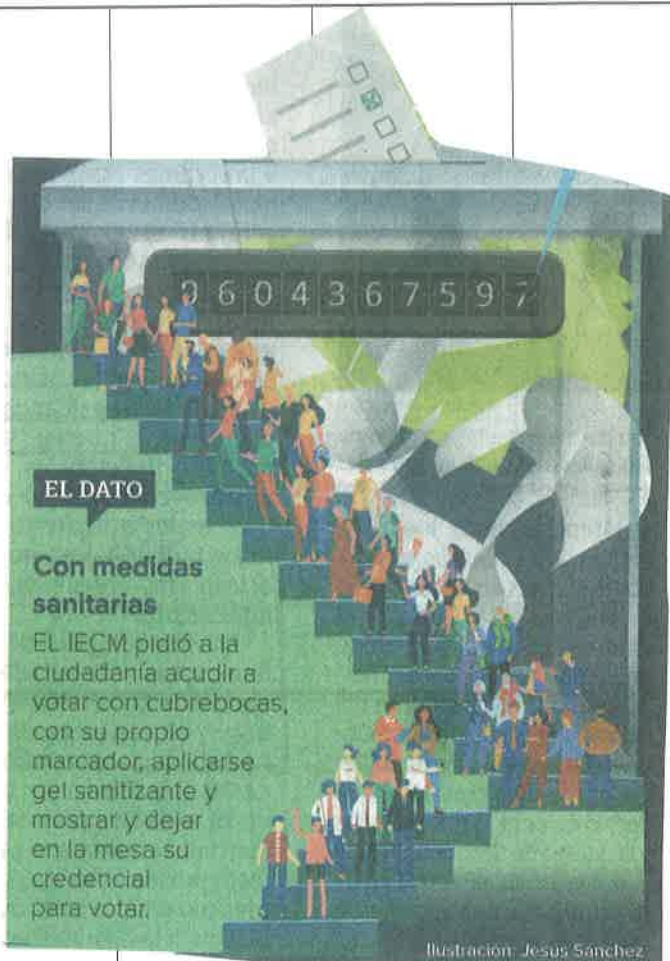 9604367597
EL DATO
Con medidas
sanitarias
EL IECM pidió a la
ciudadanía acudir a
votar con cubrebocas,
con su propio
marcador, aplicarse
gel sanitizante y
mostrar y dejar
en la mesa su
credencial
para votar.
Ilustración: Jesús Sánchez